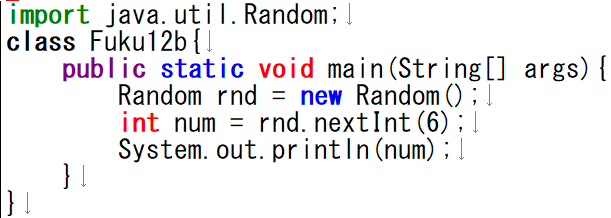 import java.util.Random;↓
class Fuku12b{↓
    public static void main(String[] args){
        Random rnd = new Random();↓
        int num = rnd.nextInt(6);↓
        System.out.println(num);↓
    }↓
}↓